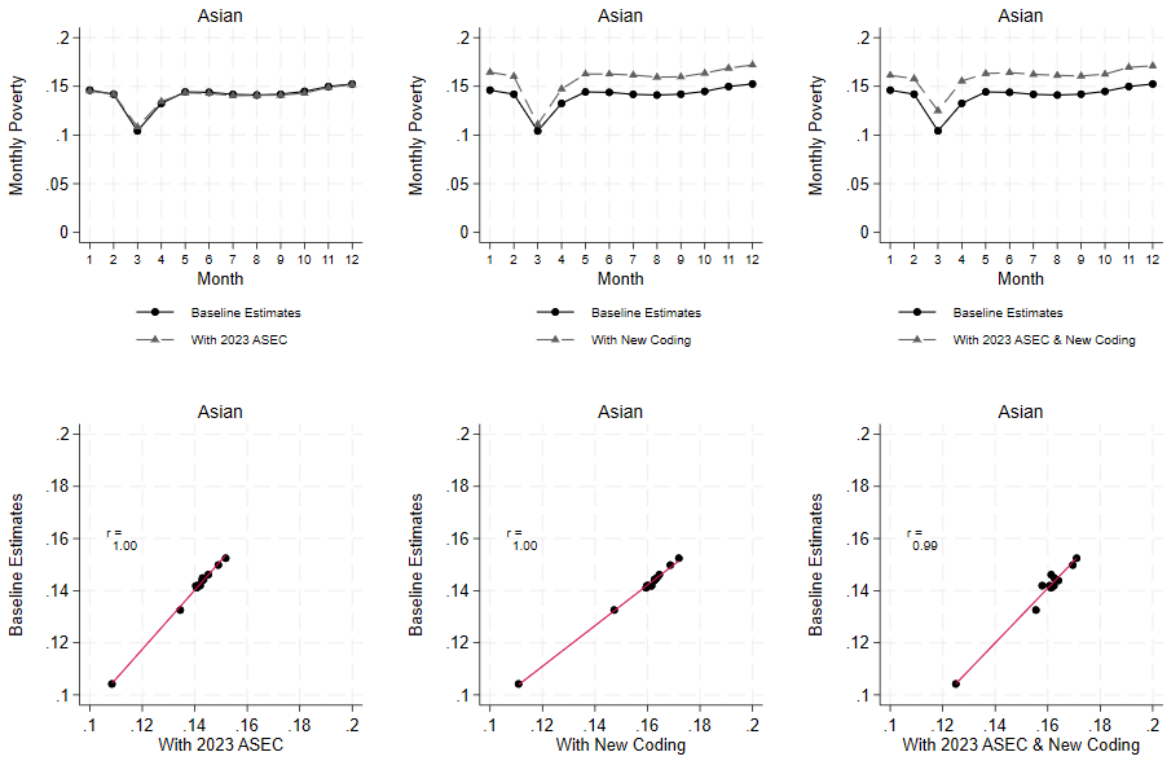 Asian
Monthly Poverty
.2
.15
.1
.05
0
1 2 3 4 5 6 7 8 9 10 11 12
Month
Baseline Estimates
With 2023 ASEC
Asian
Monthly Poverty
.2
.15
.1
.05
0
1 2 3 4 5 6 7 8 9 10 11 12
Month
Baseline Estimates
With New Coding
Asian
Monthly Poverty
.2
.15
.1
.05
0
1 2 3 4 5 6 7 8 9 10 11 12
Month
Baseline Estimates
With 2023 ASEC & New Coding
Asian
Baseline Estimates
.2
.18
.16
.14
.12
.1
r =
1.00
.1 .12 .14 .16 .18 .2
With 2023 ASEC
Asian
Baseline Estimates
.2
.18
.16
.14
.12
.1
r =
1.00
.1 .12 .14 .16 .18 .2
With New Coding
Asian
Baseline Estimates
.2
.18
.16
.14
.12
.1
r =
0.99
.1 .12 .14 .16 .18 .2
With 2023 ASEC & New Coding